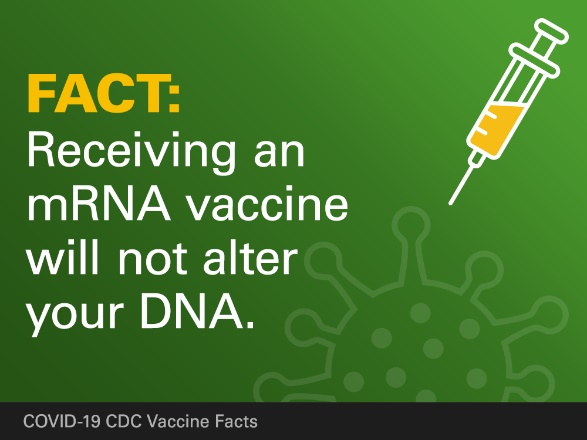 FACT:
Receiving an
mRNA vaccine
will not alter
your DNA.
COVID-19 CDC Vaccine Facts